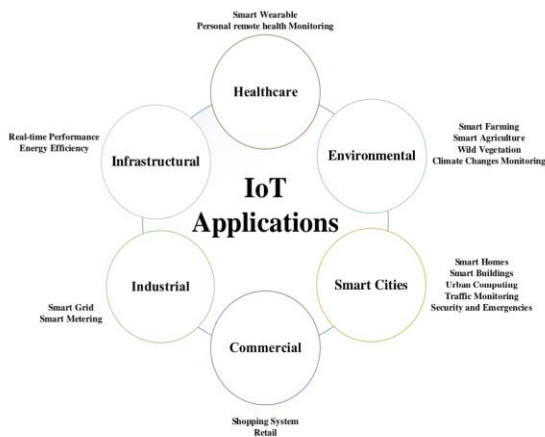 Smart Wearable
Personal remote health Monitoring
Healthcare
Real-time Performance
Energy Efficiency
Infrastructural
Smart Farming
Smart Agriculture
Wild Vegetation
Climate Changes Monitoring
Environmental
IoT
Applications
Industrial
Smart Grid
Smart Metering
Smart Cities
Smart Homes
Smart Buildings
Urban Computing
Traffic Monitoring
Security and Emergencies
Commercial
Shopping System
Retail